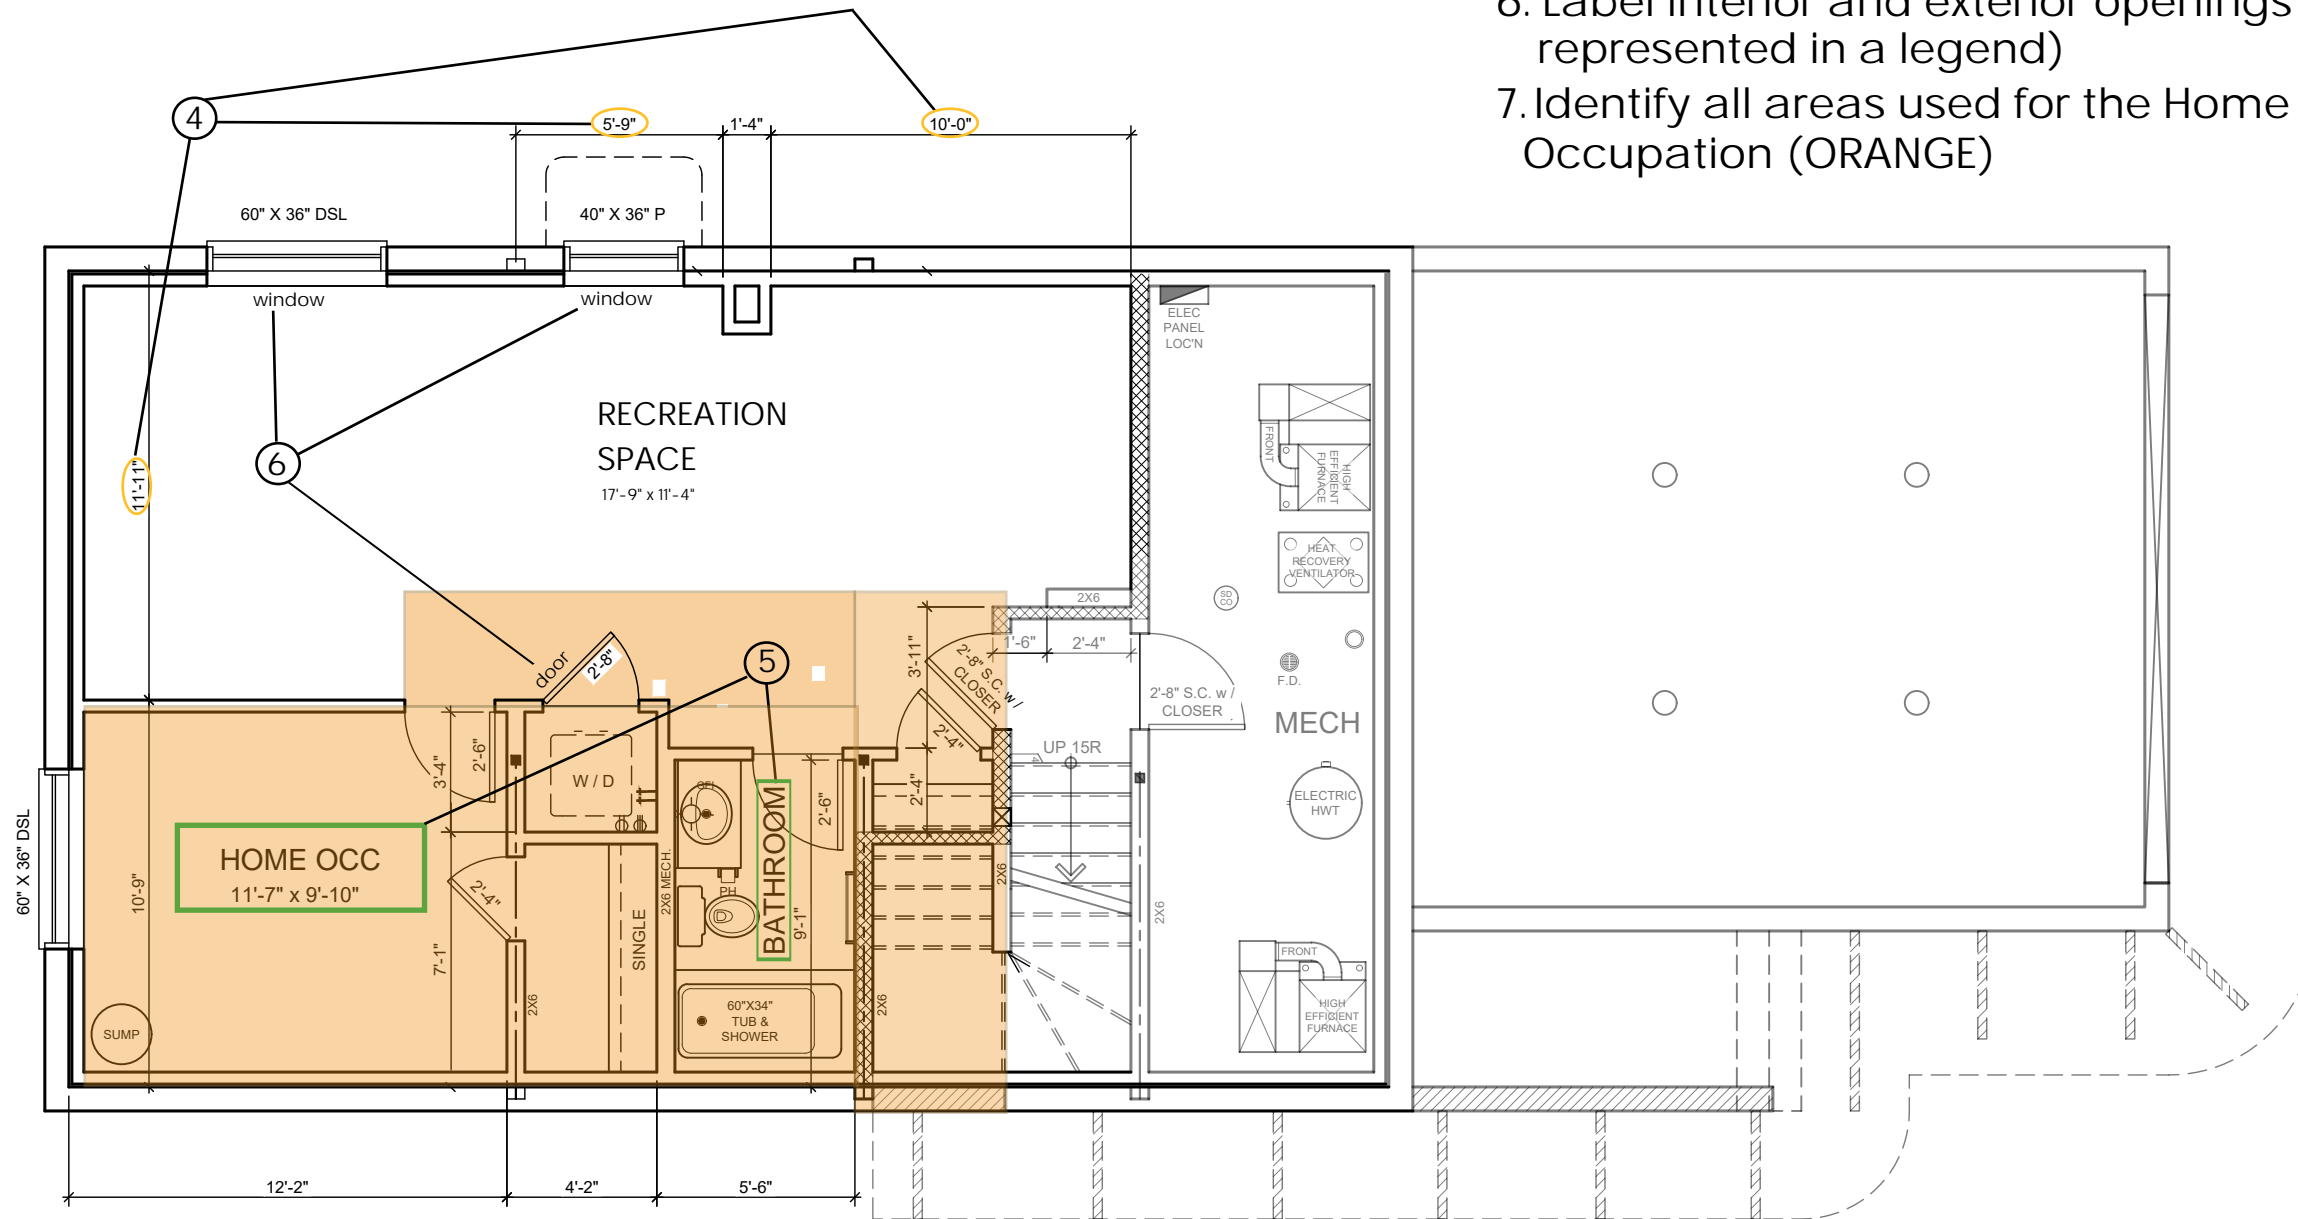 6. Label interior and exterior openings
represented in a legend)
7. Identify all areas used for the Home
Occupation (ORANGE)
4
5'-9"
1'-4"
10'-0"
60" X 36" DSL
40" X 36" P
window
window
ELEC
PANEL
LOC'N
RECREATION
SPACE
17'-9" x 11'-4"
6
11'-11"
FRONT
HIGH
EFFICIENT
FURNACE
HEAT
RECOVERY
VENTILATOR
SD
CO
2X6
1'-6"
2'-4"
3'-11"
2'-8" S.C. w /
CLOSER
door
2'-8"
5
F.D.
2'-8" S.C. w /
CLOSER
MECH
2'-4"
UP 15R
2'-6"
3'-4"
W / D
GFI
2'-6"
2'-4"
ELECTRIC
HWT
60" X 36" DSL
HOME OCC
11'-7" x 9'-10"
10'-9"
2'-4"
2X6 MECH.
PH
BATHROOM
9'-1"
2X6
2X6
SINGLE
7'-1"
FRONT
HIGH
EFFICIENT
FURNACE
SUMP
2X6
60"X34"
TUB &
SHOWER
2X6
12'-2"
4'-2"
5'-6"